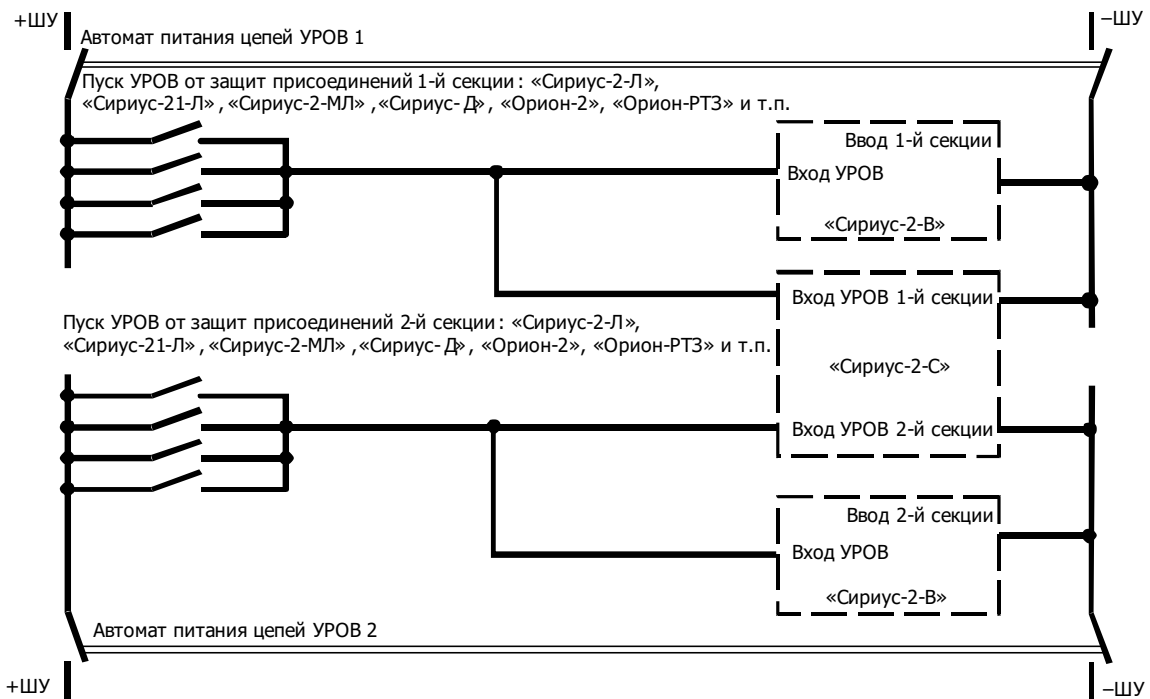 +ШУ
–ШУ
Автомат питания цепей УРОВ 1
Пуск УРОВ от защит присоединений 1-й секции: «Сириус-2-Л»,
«Сириус-21-Л», «Сириус-2-МЛ», «Сириус-Д», «Орион-2», «Орион-РТЗ» и т.п.
Ввод 1-й секции
Вход УРОВ
«Сириус-2-В»
Вход УРОВ 1-й секции
Пуск УРОВ от защит присоединений 2-й секции: «Сириус-2-Л»,
«Сириус-21-Л», «Сириус-2-МЛ», «Сириус-Д», «Орион-2», «Орион-РТЗ» и т.п.
«Сириус-2-С»
Вход УРОВ 2-й секции
Ввод 2-й секции
Вход УРОВ
«Сириус-2-В»
Автомат питания цепей УРОВ 2
+ШУ
–ШУ